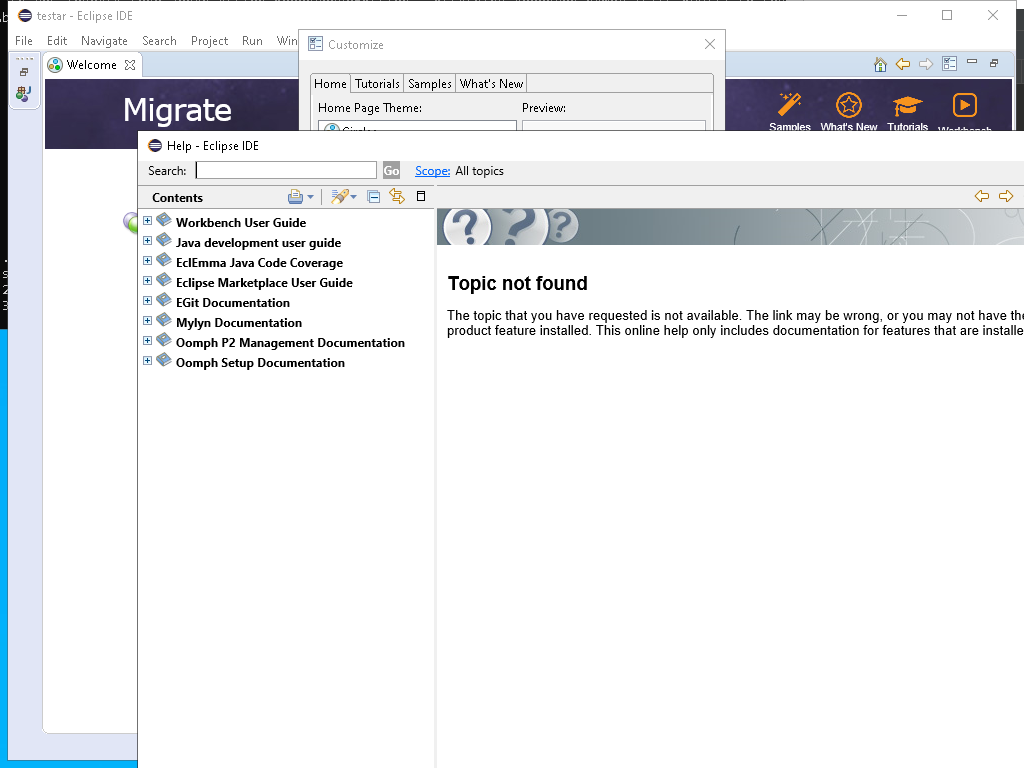 testar - Eclipse IDE
File Edit Navigate Search Project Run Win
Customize
Welcome
Home Tutorials Samples What's New
Migrate
Home Page Theme: Preview:
Samples What's New Tutorials
Help - Eclipse IDE
Search: Go Scope: All topics
Contents
Workbench User Guide
Java development user guide
EclEmma Java Code Coverage
Eclipse Marketplace User Guide
EGit Documentation
Mylyn Documentation
Oomph P2 Management Documentation
Oomph Setup Documentation
Topic not found
The topic that you have requested is not available. The link may be wrong, or you may not have the
product feature installed. This online help only includes documentation for features that are installe